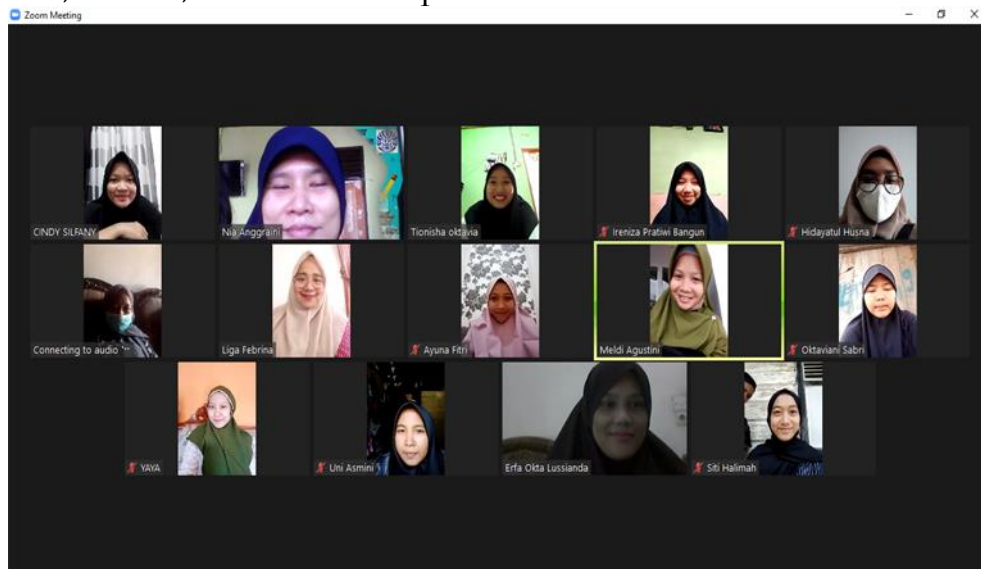 Zoom Meeting
CINDY SILFANY
Nia Anggraini
Tionisha oktavia
Ireniza Pratiwi Bangun
Hidayatul Husna
Connecting to audio
Liga Febrina
Ayuna Fitri
Meldi Agustini
Oktaviani Sabri
YAYA
Uni Asmini
Erfa Okta Lussianda
Siti Halimah